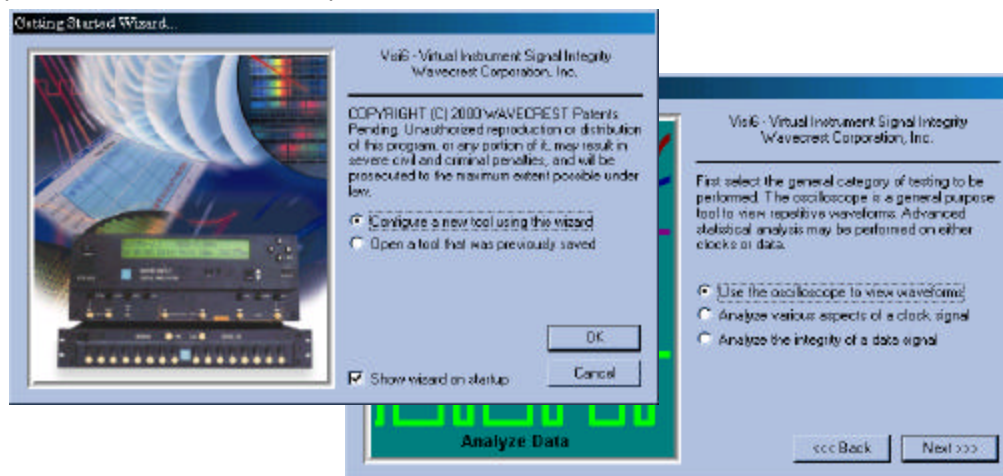 Getting Started Wizard...
Visi6 - Virtual Instrument Signal Integrity
Wavecrest Corporation, Inc.
COPYRIGHT (C) 2000 WAVECREST Patents
Pending. Unauthorized reproduction or distribution
of this program, or any portion of it, may result in
severe civil and criminal penalties, and will be
prosecuted to the maximum extent possible under
law.
Configure a new tool using this wizard
Open a tool that was previously saved
OK
Show wizard on startup
Cancel
Visi6 - Virtual Instrument Signal Integrity
Wavecrest Corporation, Inc.
First select the general category of testing to be
performed. The oscilloscope is a general purpose
tool to view repetitive waveforms. Advanced
statistical analysis may be performed on either
clocks or data.
Use the oscilloscope to view waveforms
Analyze various aspects of a clock signal
Analyze the integrity of a data signal
Analyze Data
<<< Back
Next >>>